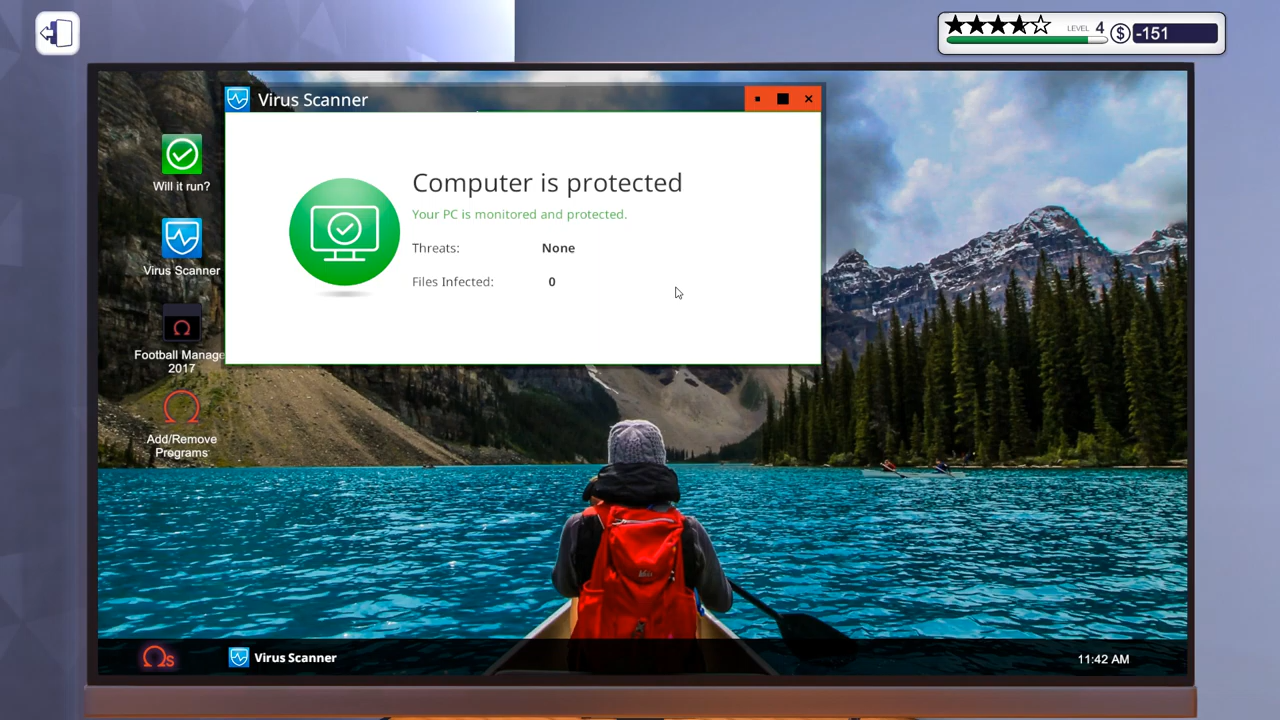 LEVEL 4 $ -151
Virus Scanner
Will it run?
Computer is protected
Your PC is monitored and protected.
Threats: None
Files Infected: 0
Virus Scanner
Football Manage
2017
Add/Remove
Programs
Ωs
Virus Scanner
11:42 AM